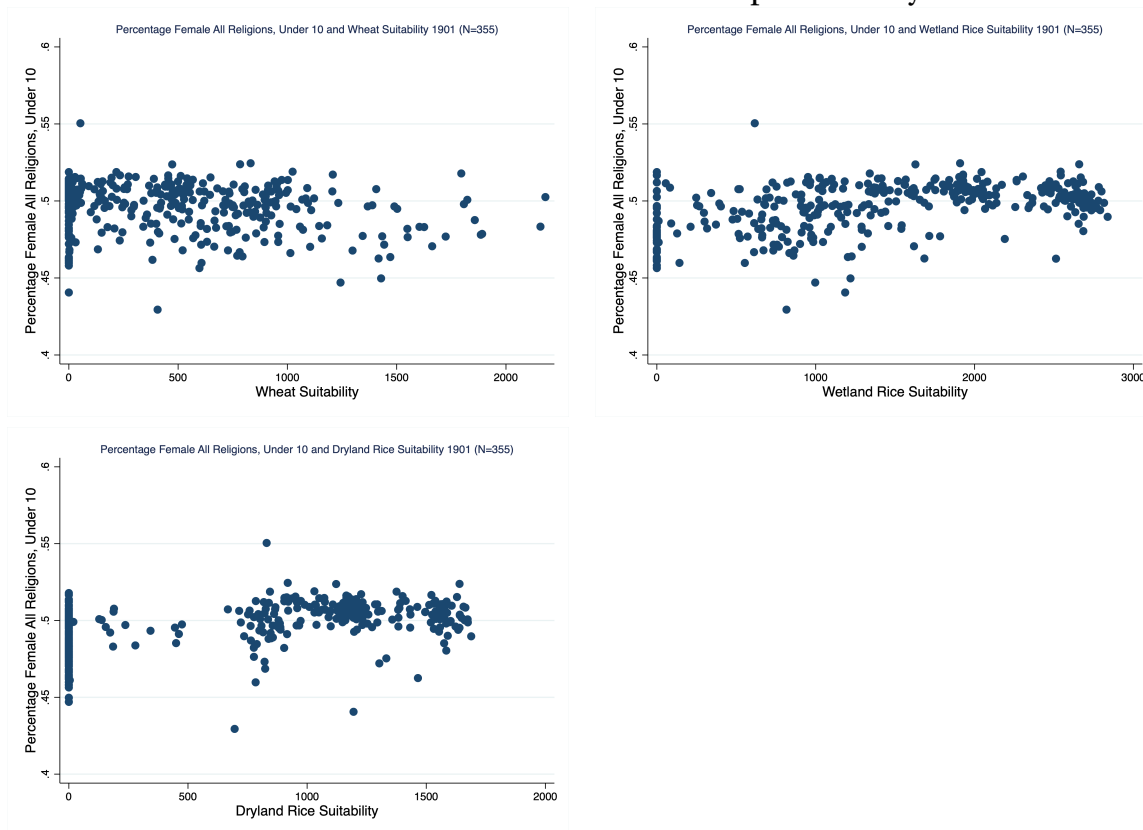 Percentage Female All Religions, Under 10 and Wheat Suitability 1901 (N=355)
Percentage Female All Religions, Under 10
.6
.55
.5
.45
.4
0 500 1000 1500 2000
Wheat Suitability
Percentage Female All Religions, Under 10 and Wetland Rice Suitability 1901 (N=355)
Percentage Female All Religions, Under 10
.6
.55
.5
.45
.4
0 1000 2000 3000
Wetland Rice Suitability
Percentage Female All Religions, Under 10 and Dryland Rice Suitability 1901 (N=355)
Percentage Female All Religions, Under 10
.6
.55
.5
.45
.4
0 500 1000 1500 2000
Dryland Rice Suitability